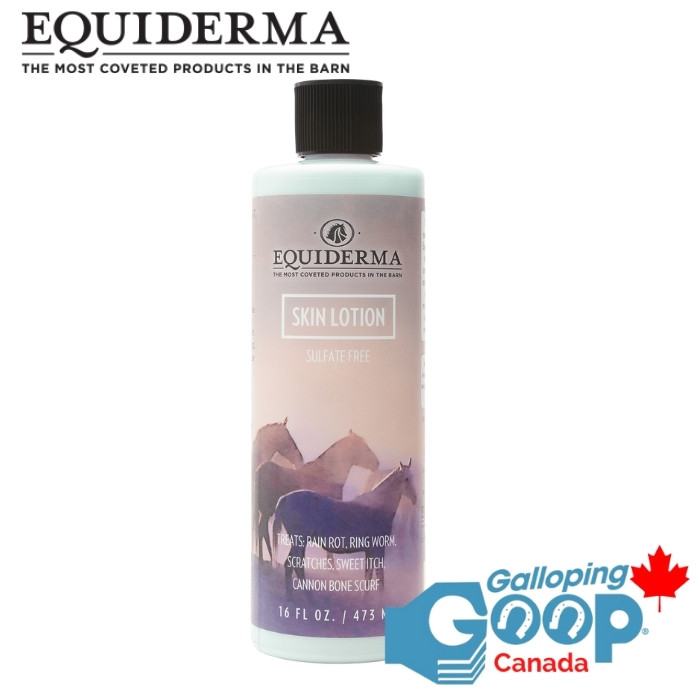 EQUIDERMA
THE MOST COVETED PRODUCTS IN THE BARN
EQUIDERMA
THE MOST COVETED PRODUCTS IN THE BARN
SKIN LOTION
SULFATE FREE
TREATS: RAIN ROT, RING WORM,
SCRATCHES, SWEET ITCH,
CANNON BONE SCURF
16 FL OZ. / 473 M
Galloping
GOOP®
Canada